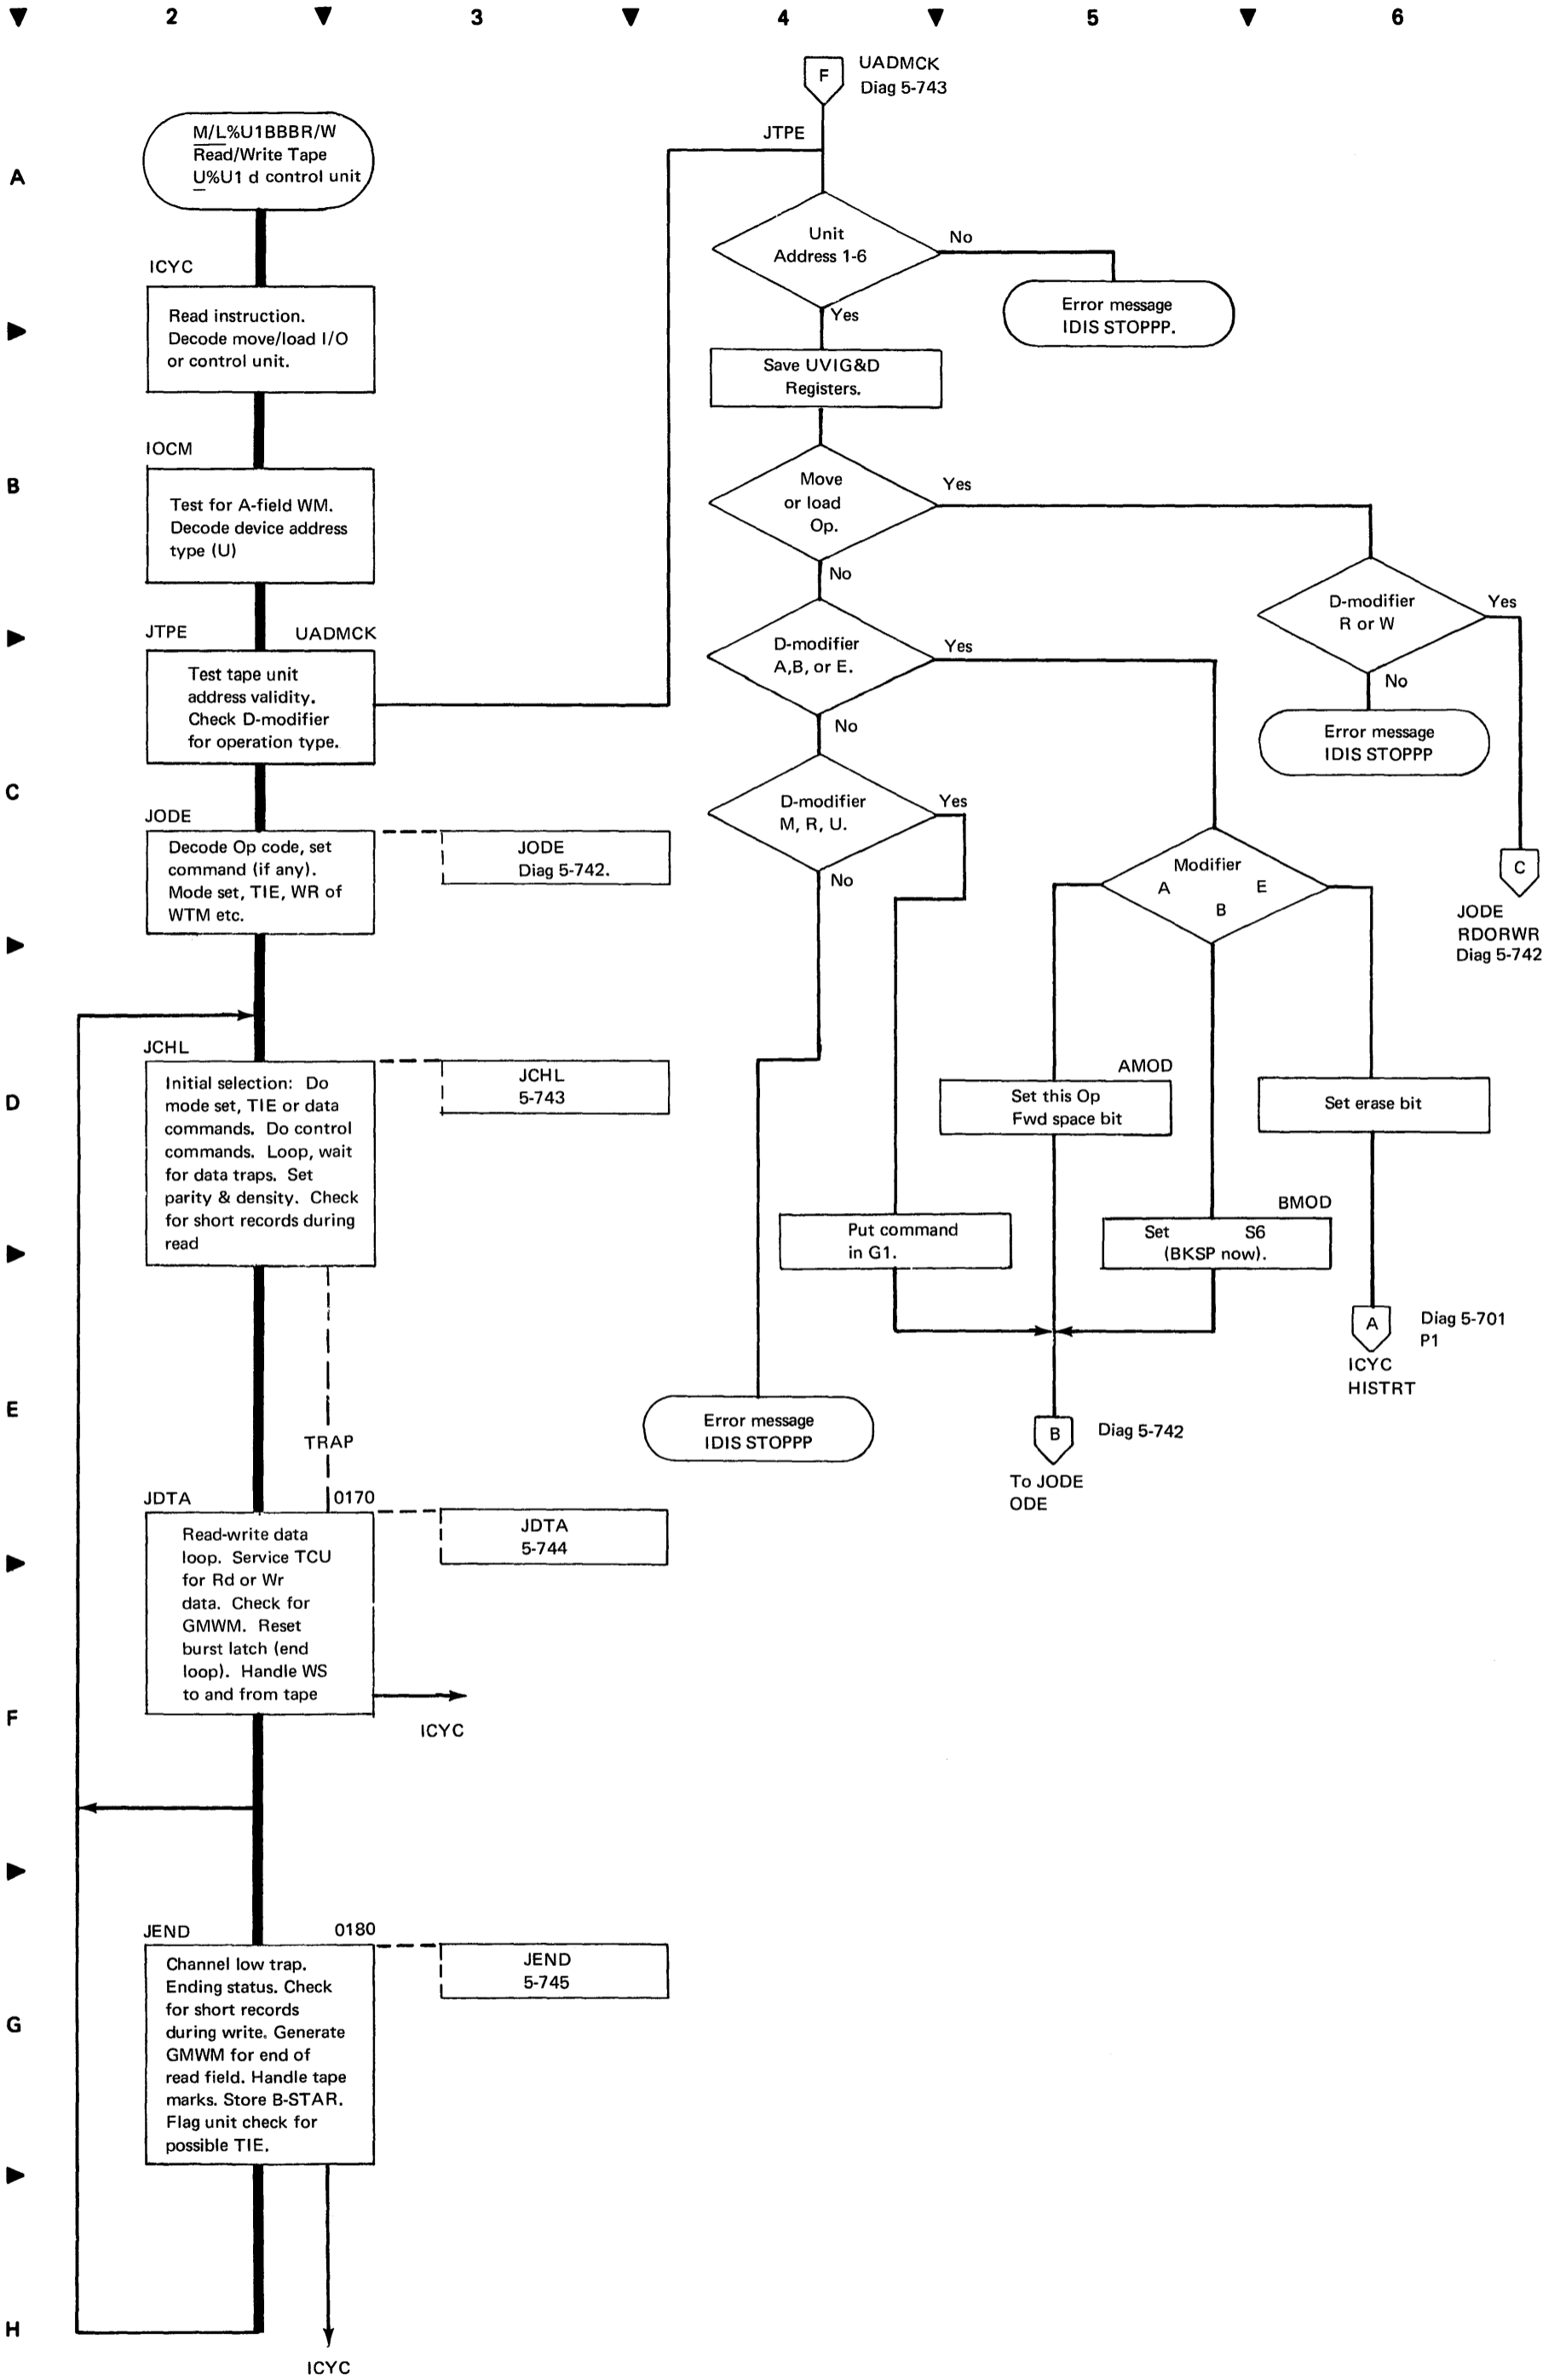 2 3 4 5 6
A
B
C
D
E
F
G
H
M/L%U1BBBR/W
Read/Write Tape
U%U1 d control unit
ICYC
Read instruction.
Decode move/load I/O
or control unit.
IOCM
Test for A-field WM.
Decode device address
type (U)
JTPE UADMCK
Test tape unit
address validity.
Check D-modifier
for operation type.
JODE
Decode Op code, set
command (if any).
Mode set, TIE, WR of
WTM etc.
JODE
Diag 5-742.
JCHL
Initial selection: Do
mode set, TIE or data
commands. Do control
commands. Loop, wait
for data traps. Set
parity & density. Check
for short records during
read
JCHL
5-743
TRAP
JDTA 0170
Read-write data
loop. Service TCU
for Rd or Wr
data. Check for
GMWM. Reset
burst latch (end
loop). Handle WS
to and from tape
JDTA
5-744
ICYC
JEND 0180
Channel low trap.
Ending status. Check
for short records
during write. Generate
GMWM for end of
read field. Handle tape
marks. Store B-STAR.
Flag unit check for
possible TIE.
JEND
5-745
ICYC
F
UADMCK
Diag 5-743
JTPE
Unit
Address 1-6
No
Error message
IDIS STOPPP.
Yes
Save UVIG&D
Registers.
Move
or load
Op.
Yes
No
D-modifier
R or W
Yes
No
Error message
IDIS STOPPP
C
JODE
RDORWR
Diag 5-742
D-modifier
A,B, or E.
Yes
No
D-modifier
M, R, U.
Yes
No
Modifier
A E
B
AMOD
Set this Op
Fwd space bit
Set erase bit
BMOD
Set S6
(BKSP now).
Put command
in G1.
A
Diag 5-701
P1
ICYC
HISTRT
Error message
IDIS STOPPP
B
Diag 5-742
To JODE
ODE